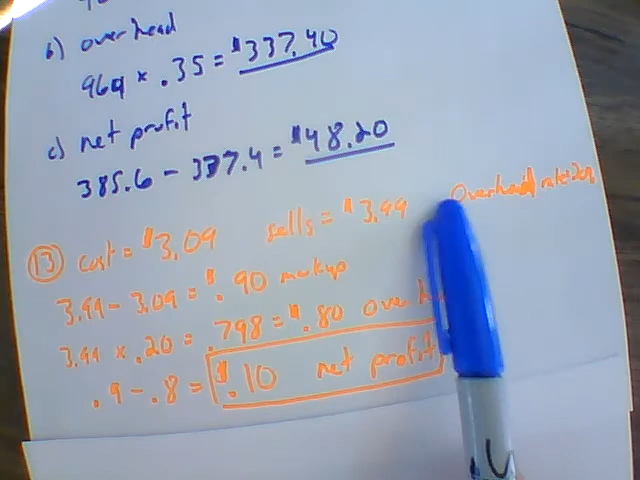 b) overhead
964 x .35 = $337.40
c) net profit
385.6 - 337.4 = $48.20
13 cost = $3.09 sells = $3.99 Overhead rate = 20%
3.99 - 3.09 = $.90 markup
3.99 x .20 = .798 = $.80
.9 - .8 = $.10 net profit